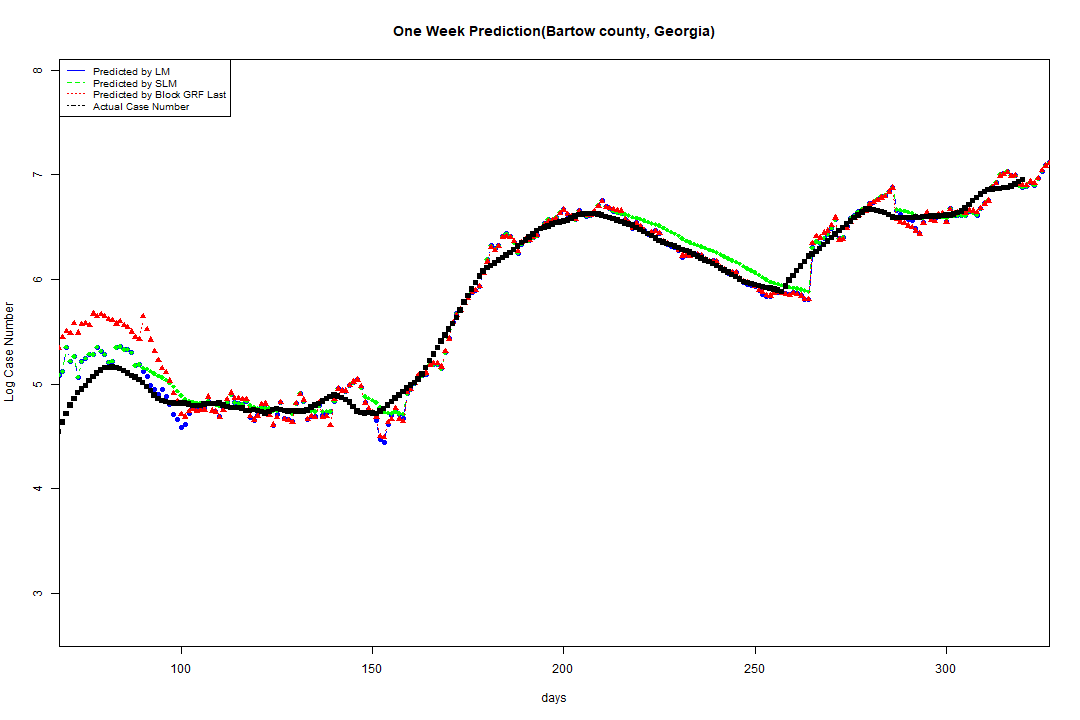 One Week Prediction(Bartow county, Georgia)
Predicted by LM
Predicted by SLM
Predicted by Block GRF Last
Actual Case Number
Log Case Number
8
7
6
5
4
3
100 150 200 250 300
days